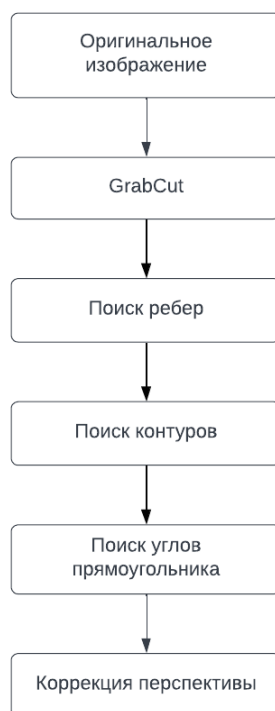 Оригинальное
изображение
GrabCut
Поиск ребер
Поиск контуров
Поиск углов
прямоугольника
Коррекция перспективы